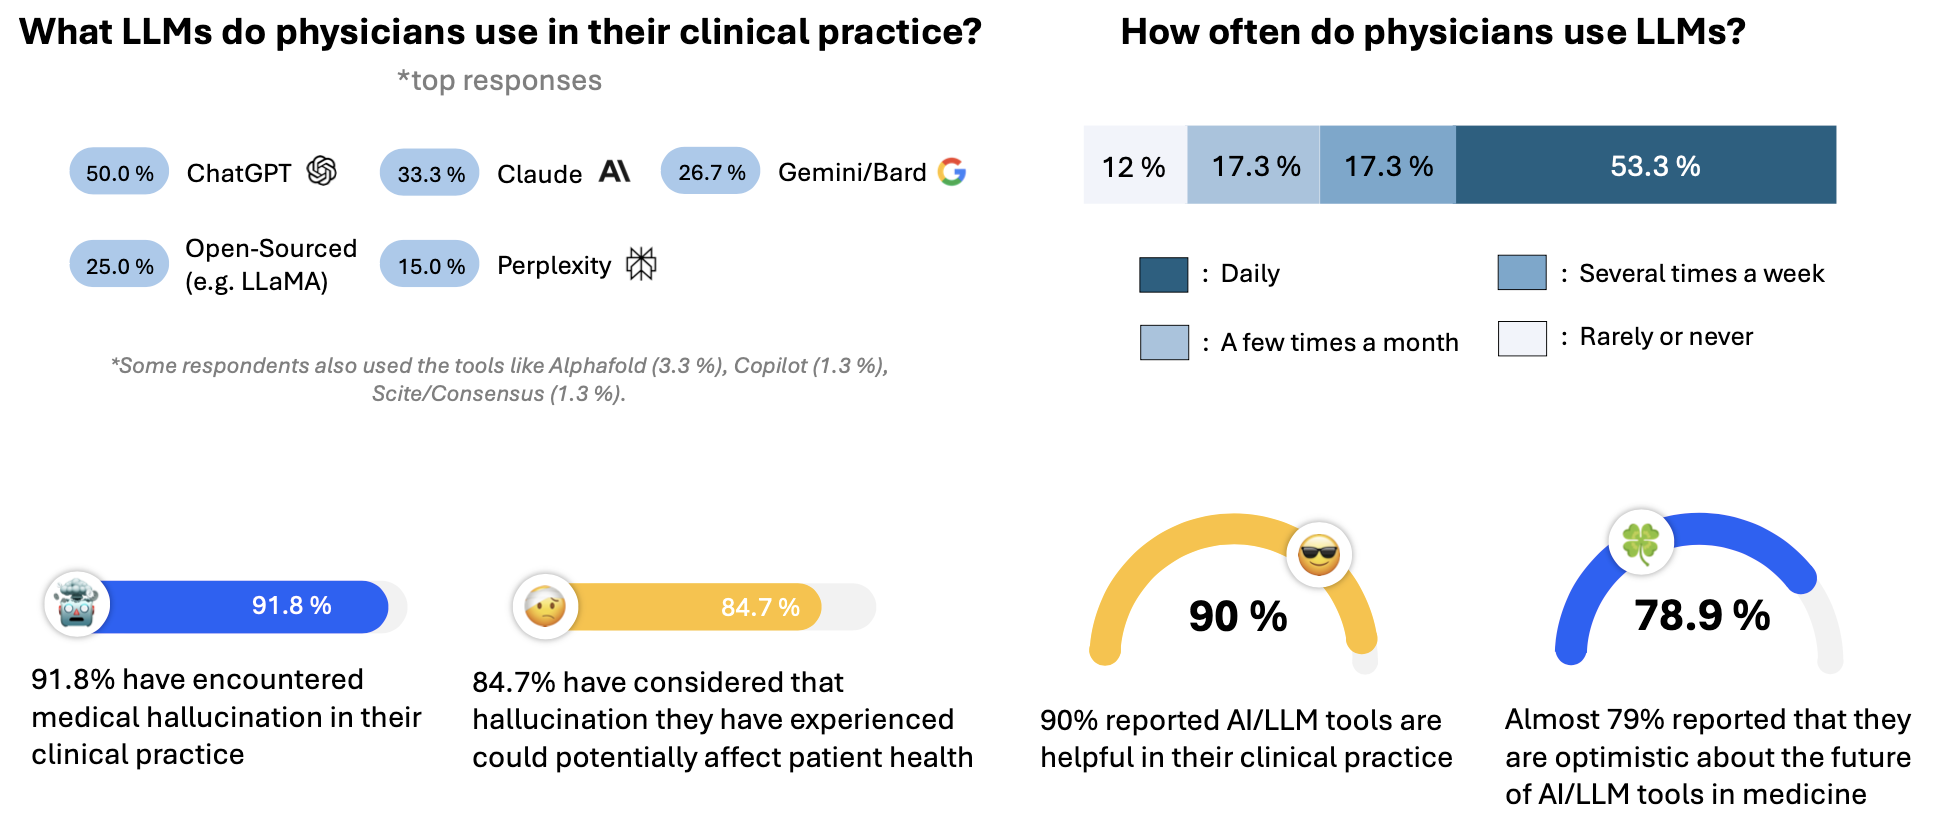 What LLMs do physicians use in their clinical practice?
*top responses
50.0 % ChatGPT
33.3 % Claude
26.7 % Gemini/Bard
25.0 % Open-Sourced
(e.g. LLaMA)
15.0 % Perplexity
*Some respondents also used the tools like Alphafold (3.3 %), Copilot (1.3 %),
Scite/Consensus (1.3 %).
How often do physicians use LLMs?
12 % 17.3 % 17.3 % 53.3 %
: Daily
: Several times a week
: A few times a month
: Rarely or never
91.8 %
91.8% have encountered
medical hallucination in their
clinical practice
84.7 %
84.7% have considered that
hallucination they have experienced
could potentially affect patient health
90 %
90% reported AI/LLM tools are
helpful in their clinical practice
78.9 %
Almost 79% reported that they
are optimistic about the future
of AI/LLM tools in medicine